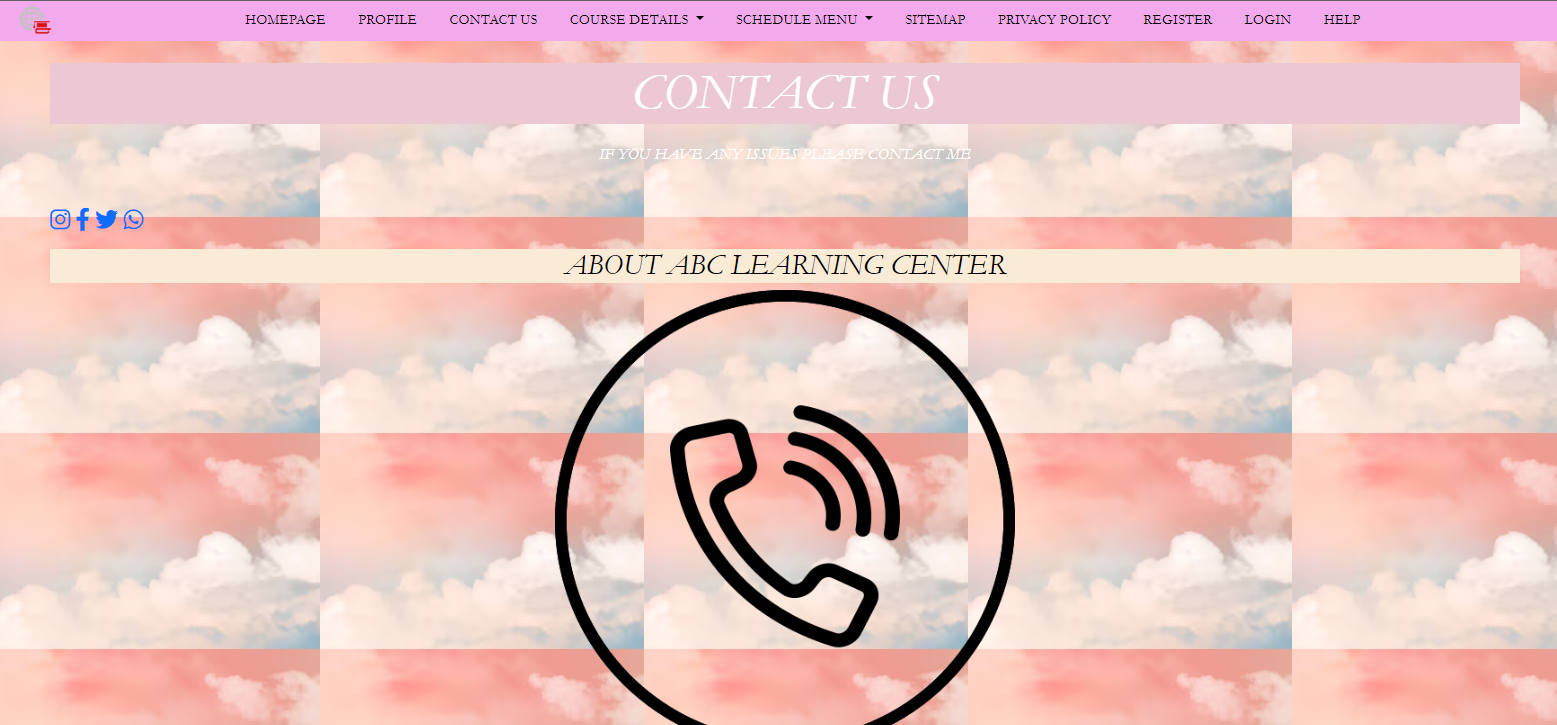 HOMEPAGE PROFILE CONTACT US COURSE DETAILS SCHEDULE MENU SITEMAP PRIVACY POLICY REGISTER LOGIN HELP
CONTACT US
IF YOU HAVE ANY ISSUES PLEASE CONTACT ME
ABOUT ABC LEARNING CENTER